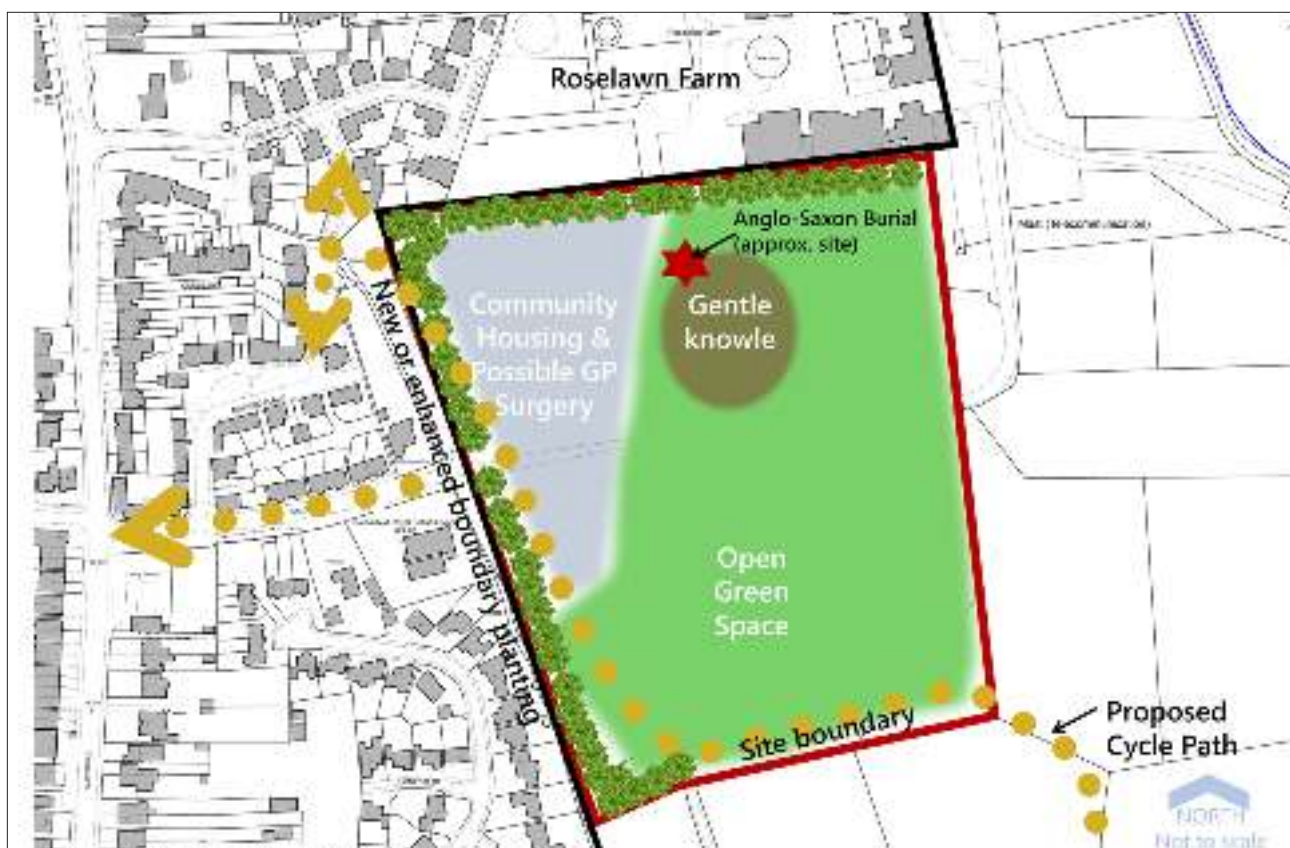 Roselawn Farm
Anglo-Saxon Burial
(approx. site)
Community
Housing &
Possible GP
Surgery
Gentle
knowle
New or enhanced boundary planting
Open
Green
Space
Site boundary
Proposed
Cycle Path
NORTH
Not to scale